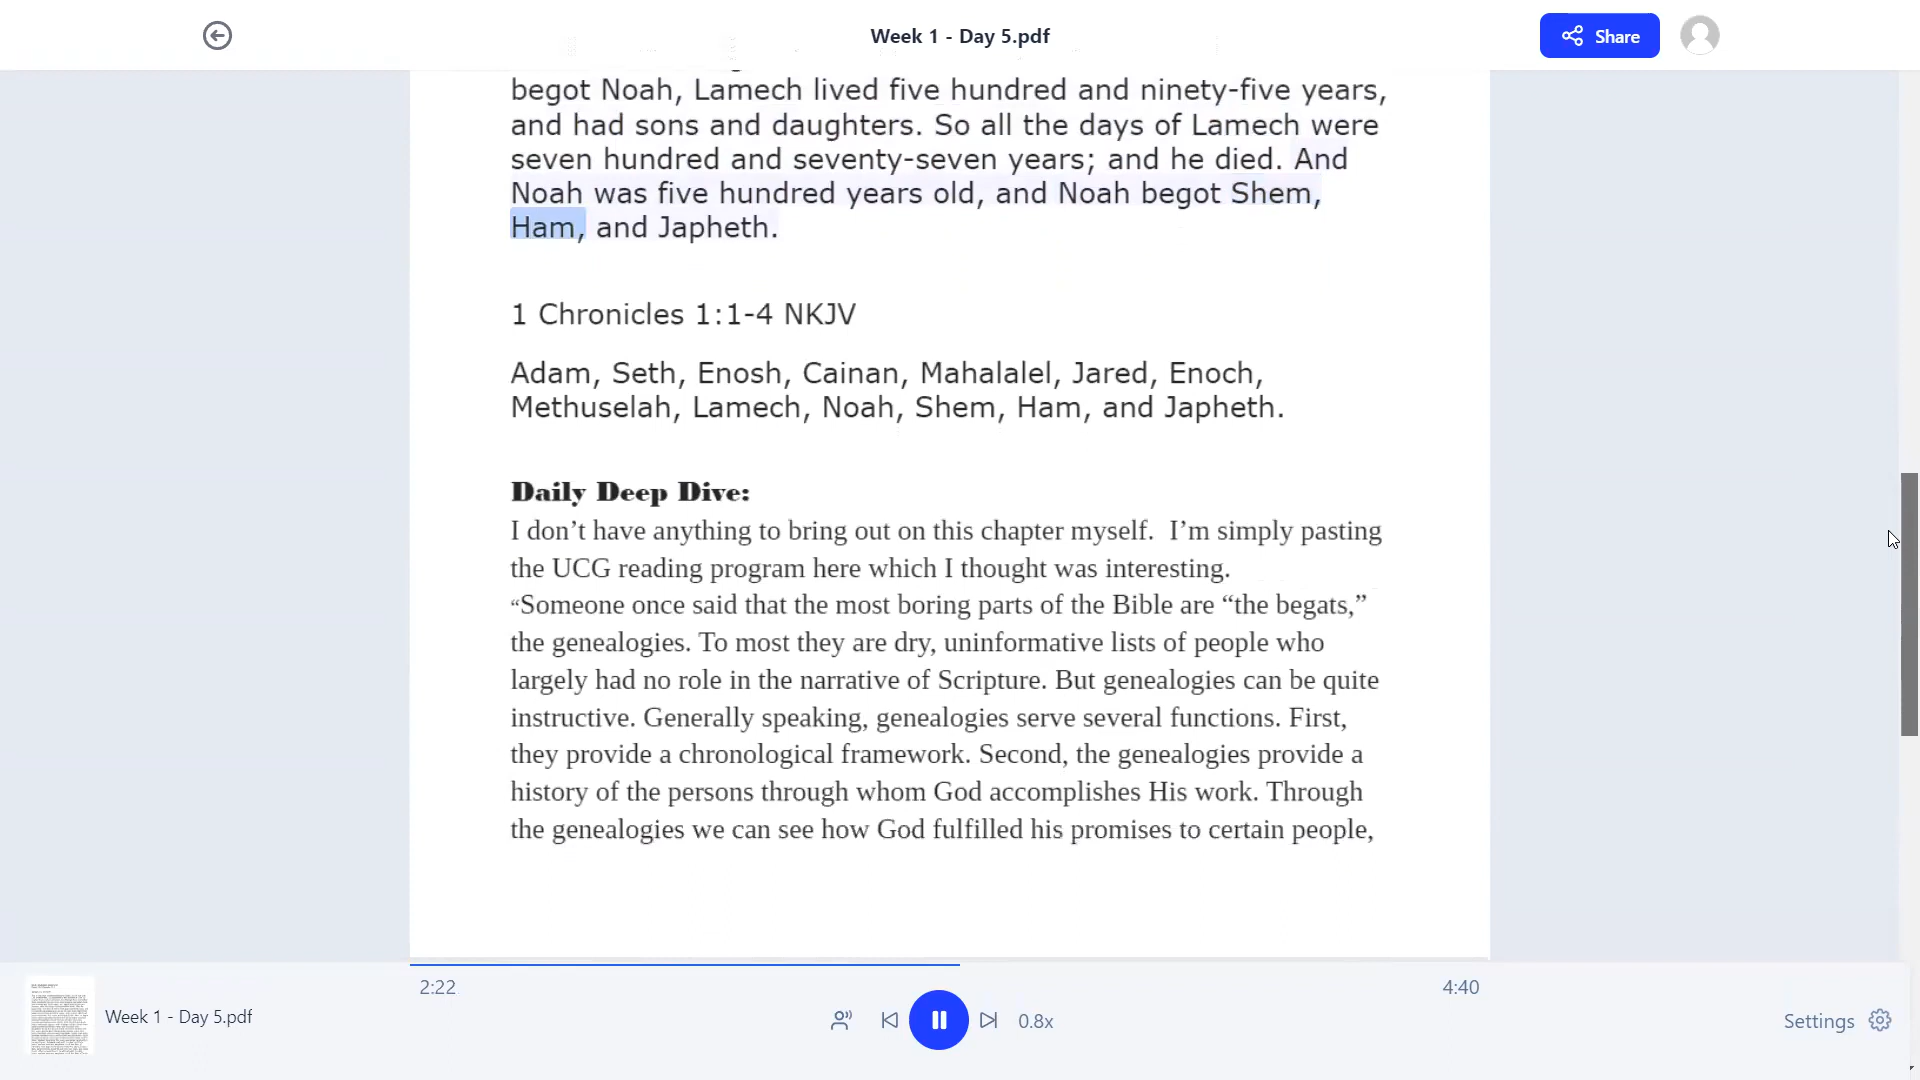 Week 1 - Day 5.pdf
Share
begot Noah, Lamech lived five hundred and ninety-five years,
and had sons and daughters. So all the days of Lamech were
seven hundred and seventy-seven years; and he died. And
Noah was five hundred years old, and Noah begot Shem,
Ham, and Japheth.
1 Chronicles 1:1-4 NKJV
Adam, Seth, Enosh, Cainan, Mahalalel, Jared, Enoch,
Methuselah, Lamech, Noah, Shem, Ham, and Japheth.
Daily Deep Dive:
I don’t have anything to bring out on this chapter myself.  I’m simply pasting
the UCG reading program here which I thought was interesting.
“Someone once said that the most boring parts of the Bible are “the begats,”
the genealogies. To most they are dry, uninformative lists of people who
largely had no role in the narrative of Scripture. But genealogies can be quite
instructive. Generally speaking, genealogies serve several functions. First,
they provide a chronological framework. Second, the genealogies provide a
history of the persons through whom God accomplishes His work. Through
the genealogies we can see how God fulfilled his promises to certain people,
2:22
4:40
Week 1 - Day 5.pdf
0.8x
Settings